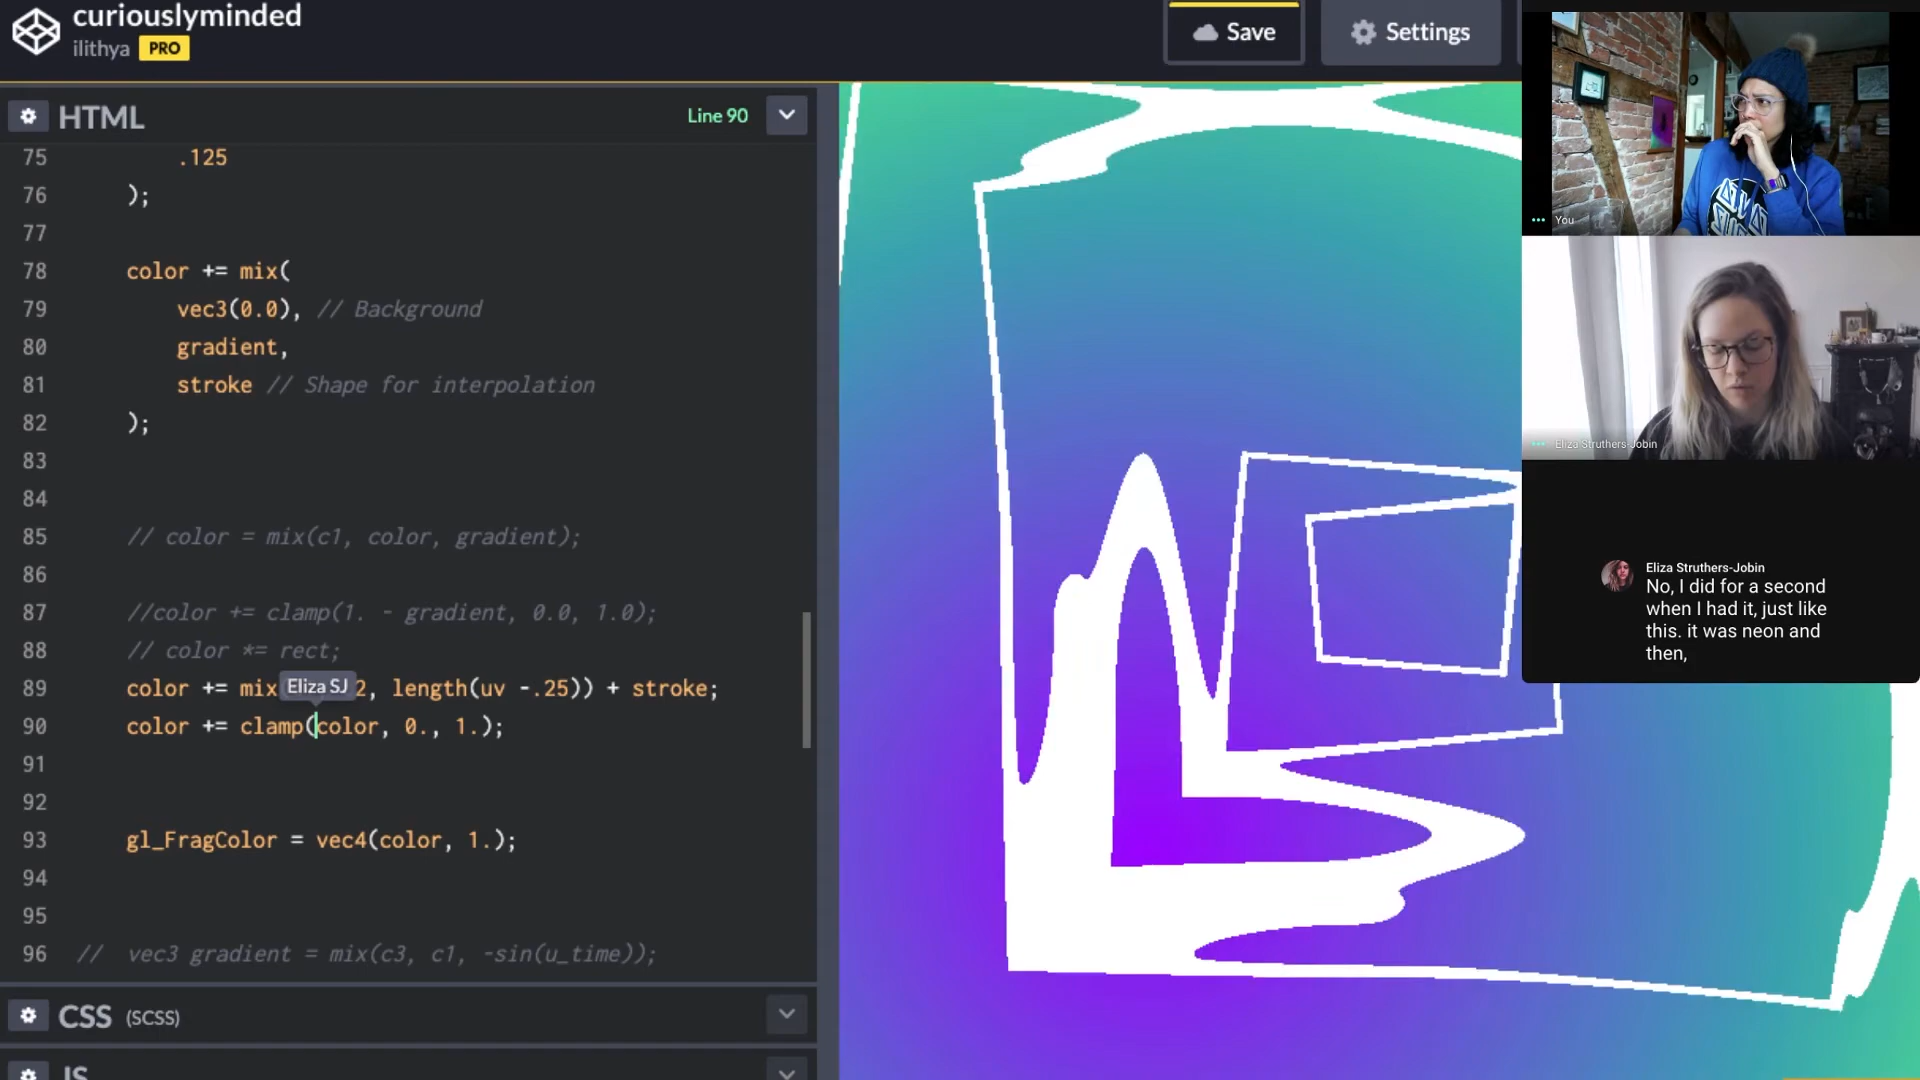 curiouslyminded
ilithya PRO
Save
Settings
HTML
Line 90
75 .125
76 );
77
78 color += mix(
79 vec3(0.0), // Background
80 gradient,
81 stroke // Shape for interpolation
82 );
83
84
85 // color = mix(c1, color, gradient);
86
87 //color += clamp(1. - gradient, 0.0, 1.0);
88 // color *= rect;
89 color += mix Eliza SJ 2, length(uv -.25)) + stroke;
90 color += clamp(color, 0., 1.);
91
92
93 gl_FragColor = vec4(color, 1.);
94
95
96 // vec3 gradient = mix(c3, c1, -sin(u_time));
CSS (SCSS)
JS
You
Eliza Struthers-Jobin
Eliza Struthers-Jobin
No, I did for a second
when I had it, just like
this. it was neon and
then,